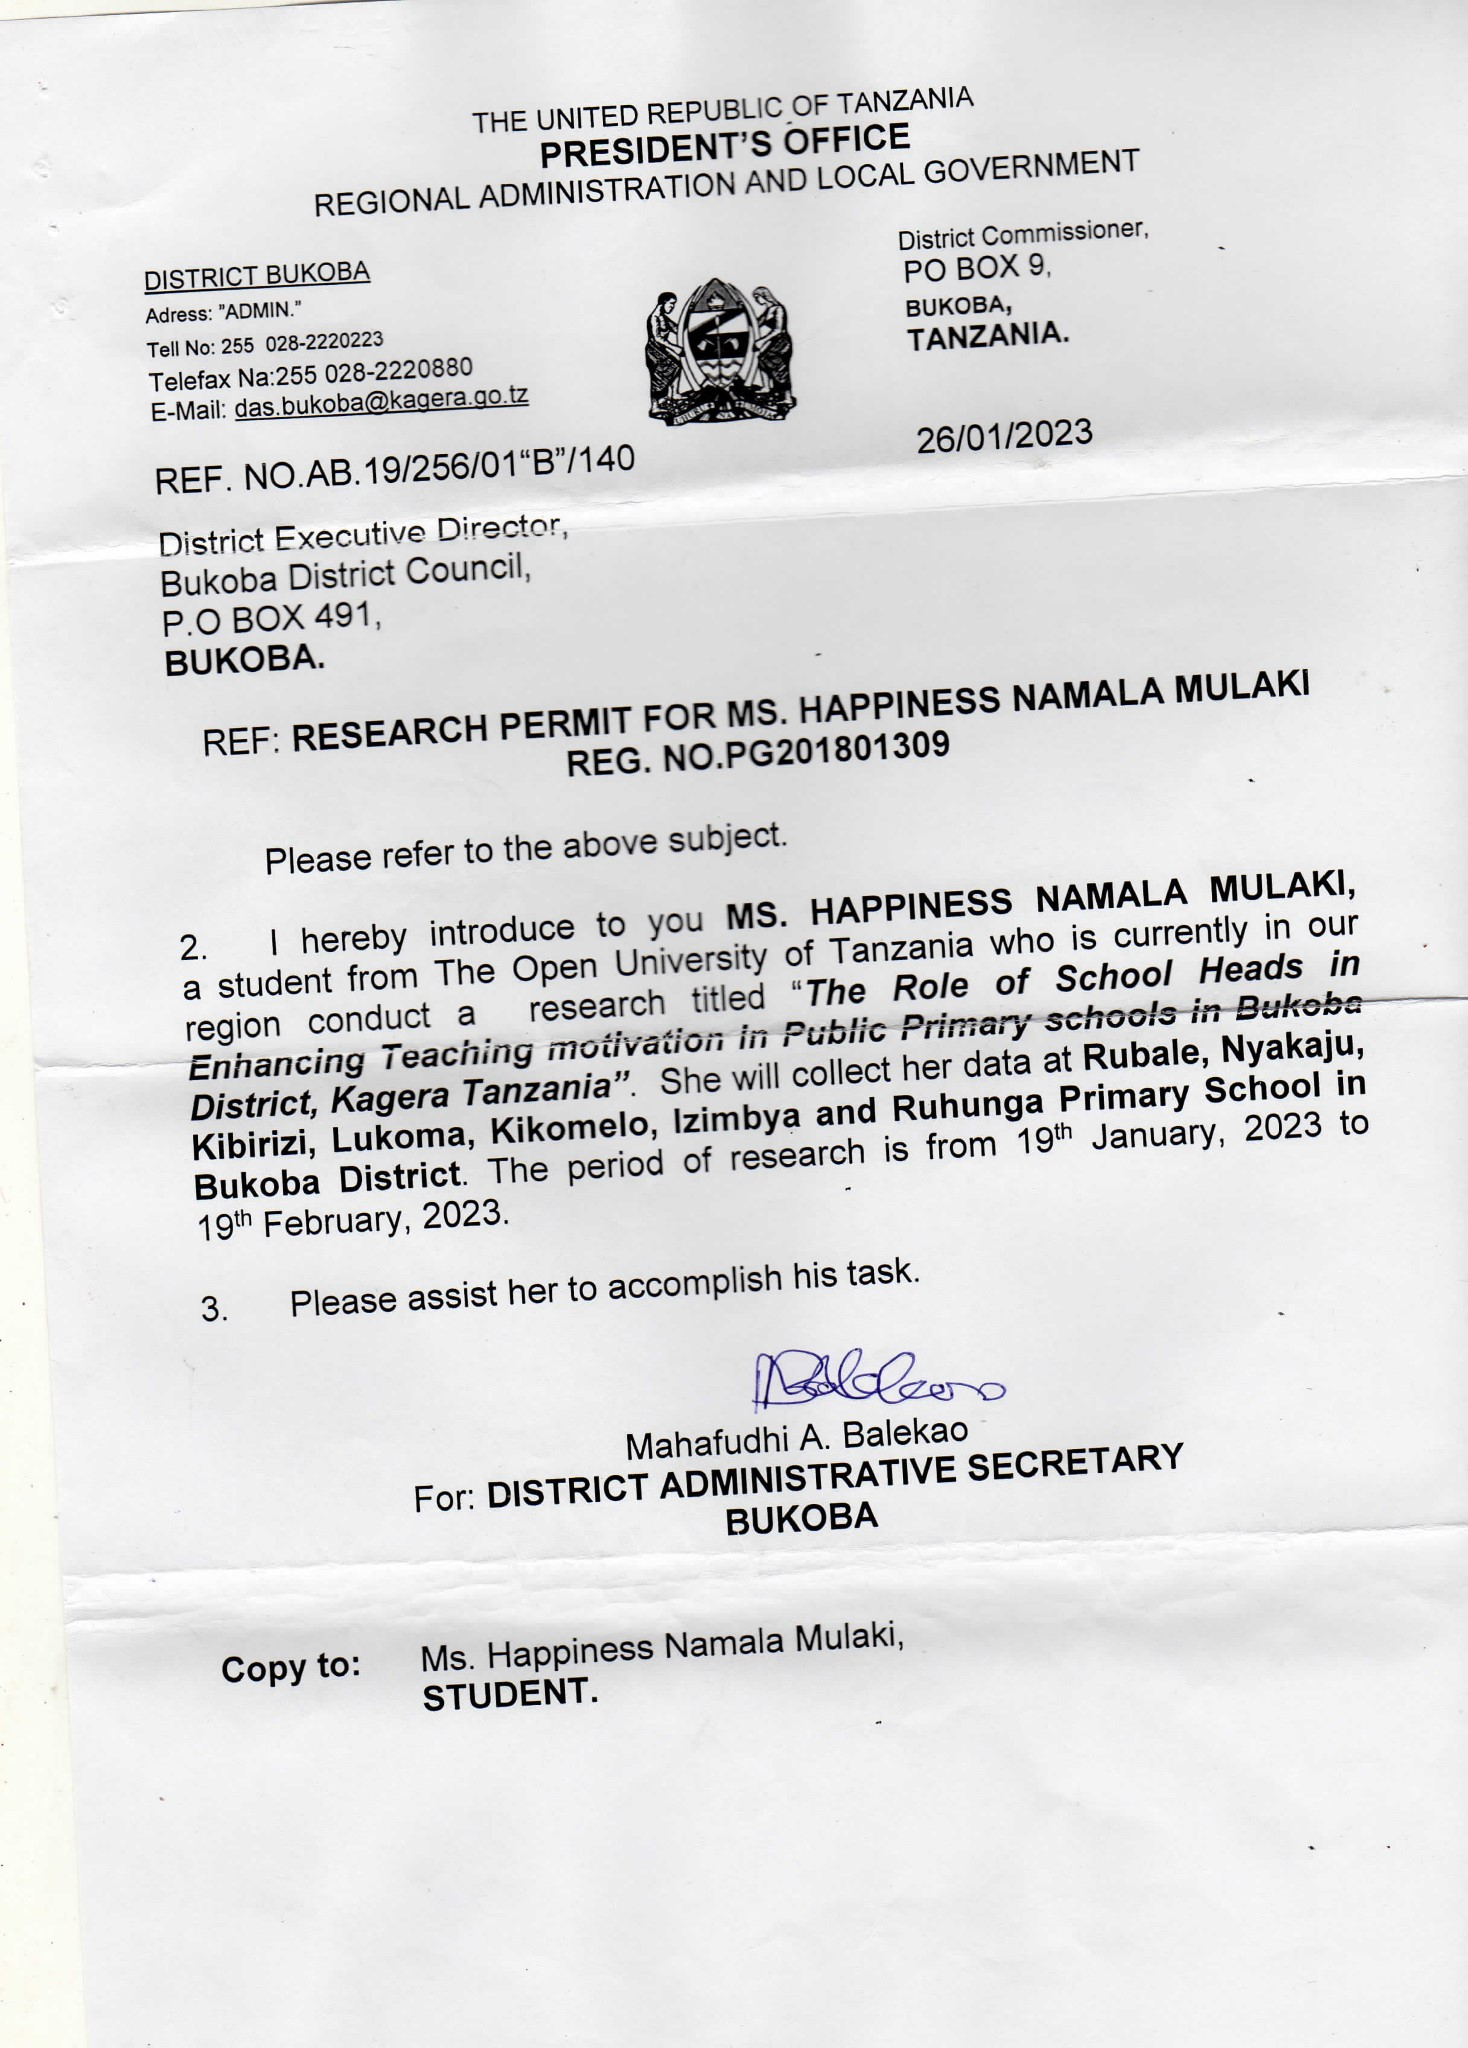 THE UNITED REPUBLIC OF TANZANIA
PRESIDENT'S OFFICE
REGIONAL ADMINISTRATION AND LOCAL GOVERNMENT
DISTRICT BUKOBA
Adress: "ADMIN."
Tell No: 255 028-2220223
Telefax Na:255 028-2220880
E-Mail: das.bukoba@kagera.go.tz
District Commissioner,
PO BOX 9,
BUKOBA,
TANZANIA.
REF. NO.AB.19/256/01"B"/140
26/01/2023
District Executive Director,
Bukoba District Council,
P.O BOX 491,
BUKOBA.
REF: RESEARCH PERMIT FOR MS. HAPPINESS NAMALA MULAKI
REG. NO.PG201801309
Please refer to the above subject.
2. I hereby introduce to you MS. HAPPINESS NAMALA MULAKI,
a student from The Open University of Tanzania who is currently in our
region conduct a research titled "The Role of School Heads in
Enhancing Teaching motivation in Public Primary schools in Bukoba
District, Kagera Tanzania". She will collect her data at Rubale, Nyakaju,
Kibirizi, Lukoma, Kikomelo, Izimbya and Ruhunga Primary School in
Bukoba District. The period of research is from 19th January, 2023 to
19th February, 2023.
3. Please assist her to accomplish his task.
Mahafudhi A. Balekao
For: DISTRICT ADMINISTRATIVE SECRETARY
BUKOBA
Copy to: Ms. Happiness Namala Mulaki,
STUDENT.